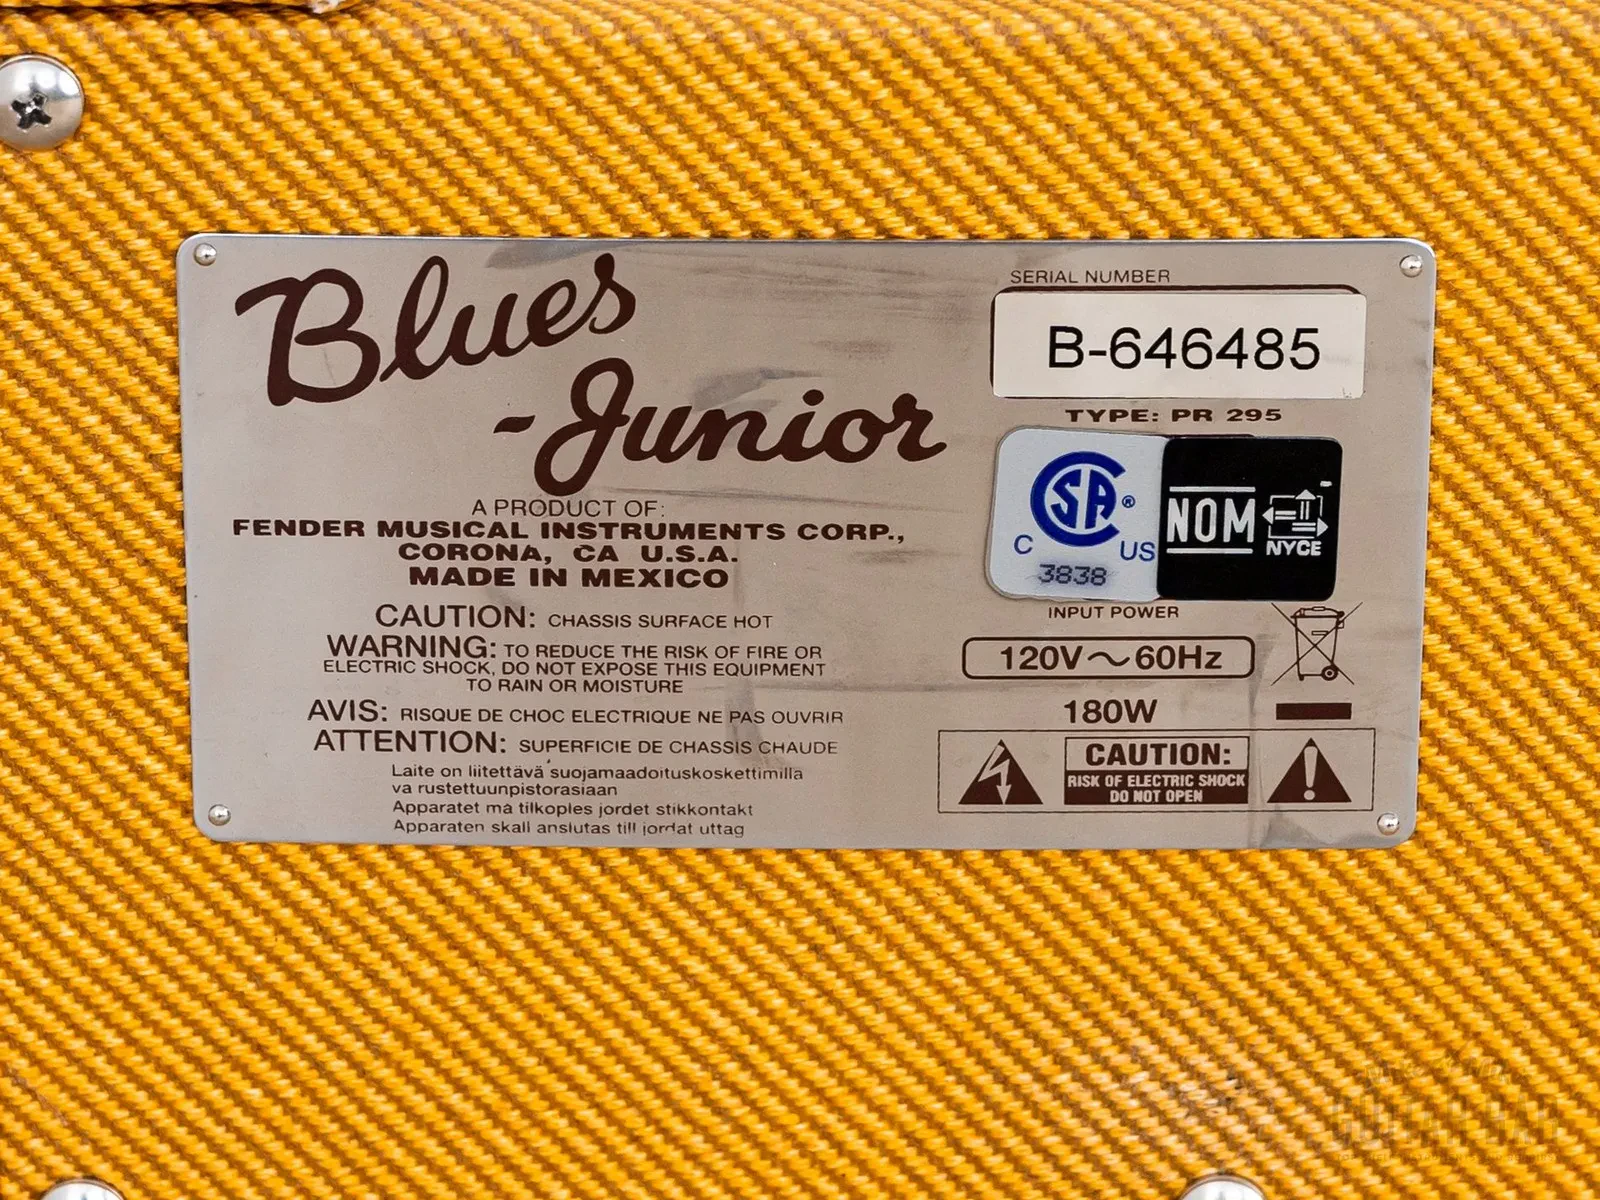 Blues
-Junior
A PRODUCT OF:
FENDER MUSICAL INSTRUMENTS CORP.,
CORONA, CA U.S.A.
MADE IN MEXICO
CAUTION: CHASSIS SURFACE HOT
WARNING: TO REDUCE THE RISK OF FIRE OR
ELECTRIC SHOCK, DO NOT EXPOSE THIS EQUIPMENT
TO RAIN OR MOISTURE
AVIS: RISQUE DE CHOC ELECTRIQUE NE PAS OUVRIR
ATTENTION: SUPERFICIE DE CHASSIS CHAUDE
Laite on liitettävä suojamaadoituskoskettimilla
va rustettuunpistorasiaan
Apparatet má tilkoples jordet stikkontakt
Apparaten skall anslutas till jordat uttag
SERIAL NUMBER
B-646485
TYPE: PR 295
CSA®
C US
3838
NOM
NYCE
INPUT POWER
120V~60Hz
180W
CAUTION:
RISK OF ELECTRIC SHOCK
DO NOT OPEN
GUITAR BAR